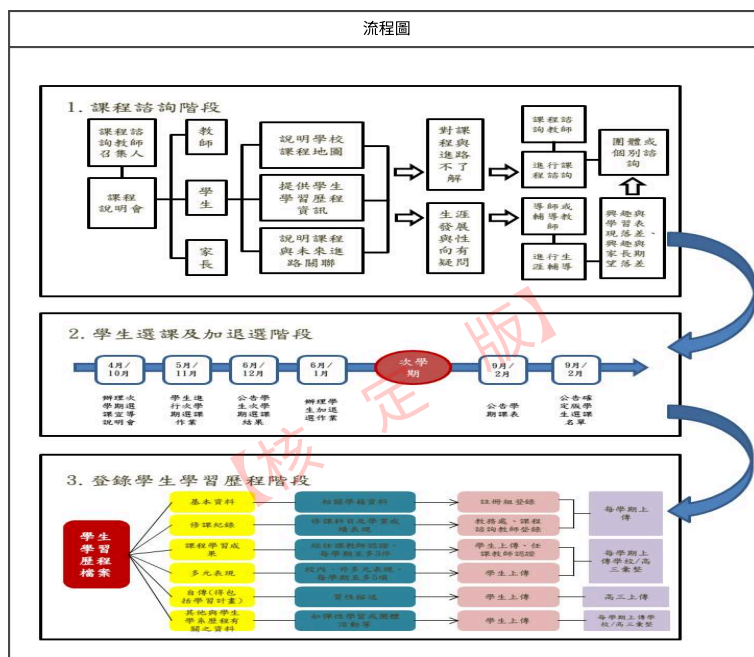 流程圖
1. 課程諮詢階段
課程諮
詢教師
召集人
課程
說明會
教
師
學
生
家
長
說明學校
課程地圖
提供學生
學習歷程
資訊
說明課程
與未來進
路關聯
對課
程與
進路
不了
解
生涯
發展
與性
向有
疑問
課程諮
詢教師
進行課
程諮詢
導師或
輔導教
師
進行生
涯輔導
團體或
個別諮
詢
興趣與
學習表
現落差、
興趣與
家長期
望落差
2. 學生選課及加退選階段
4月/
10月
5月/
11月
6月/
12月
6月/
1月
次學
期
9月/
2月
9月/
2月
辦理次
學期選
課宣導
說明會
學生進
行次學
期選課
作業
公告學
生次學
期選課
結果
辦理學
生加退
選作業
公告學
期課表
公告確
定版學
生選課
名單
【核定版】
3. 登錄學生學習歷程階段
學生
學習
歷程
檔案
基本資料
相關學籍資料
註冊組登錄
每學期上
傳
修課紀錄
修課科目及學業成
績表現
教務處、課程
諮詢教師登錄
課程學習成
果
經任課教師認證，
每學期至多3件
學生上傳、任
課教師認證
每學期上
傳學校/高
三彙整
多元表現
校內、外多元表現，
每學期至多5項
學生上傳
自傳(得包
括學習計畫)
質性描述
學生上傳
高三上傳
其他與學生
學系歷程有
關之資料
如彈性學習或團體
活動等
學生上傳
每學期上傳學
校/高三彙整